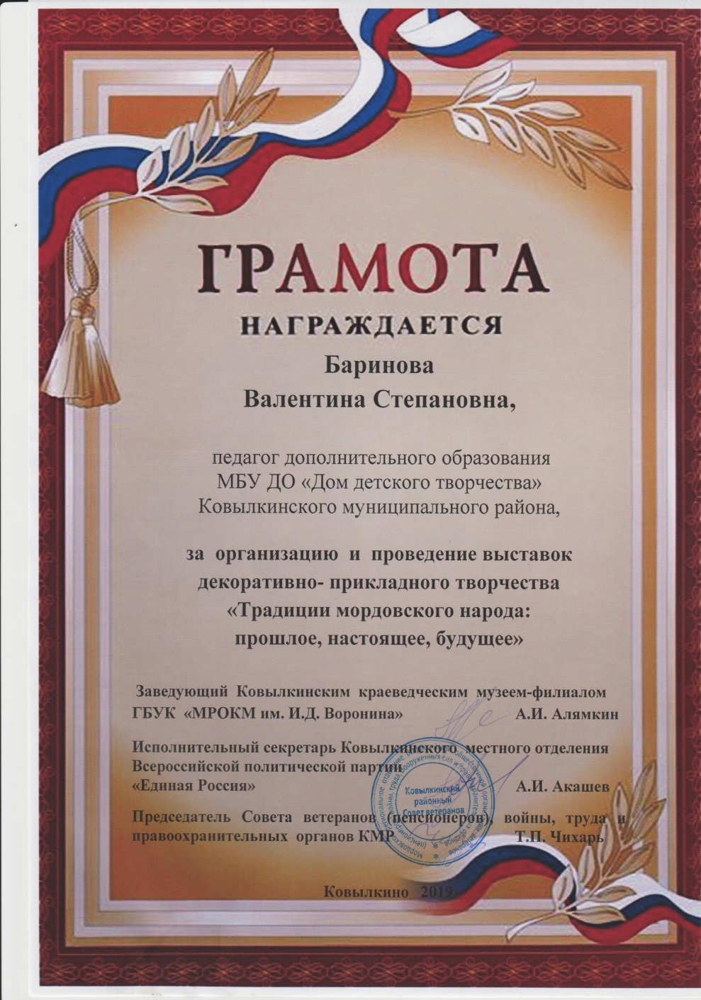 ГРАМОТА
НАГРАЖДАЕТСЯ
Баринова
Валентина Степановна,
педагог дополнительного образования
МБУ ДО «Дом детского творчества»
Ковылкинского муниципального района,
за организацию и проведение выставок
декоративно- прикладного творчества
«Традиции мордовского народа:
прошлое, настоящее, будущее»
Заведующий Ковылкинским краеведческим музеем-филиалом
ГБУК «МРОКМ им. И.Д. Воронина» А.И. Алямкин
Исполнительный секретарь Ковылкинского местного отделения
Всероссийской политической партии
«Единая Россия» А.И. Акашев
Ковылкинский
районный
Совет ветеранов
Председатель Совета ветеранов (пенсионеров), войны, труда и
правоохранительных органов КМР Т.П. Чихарь
Ковылкино 2019